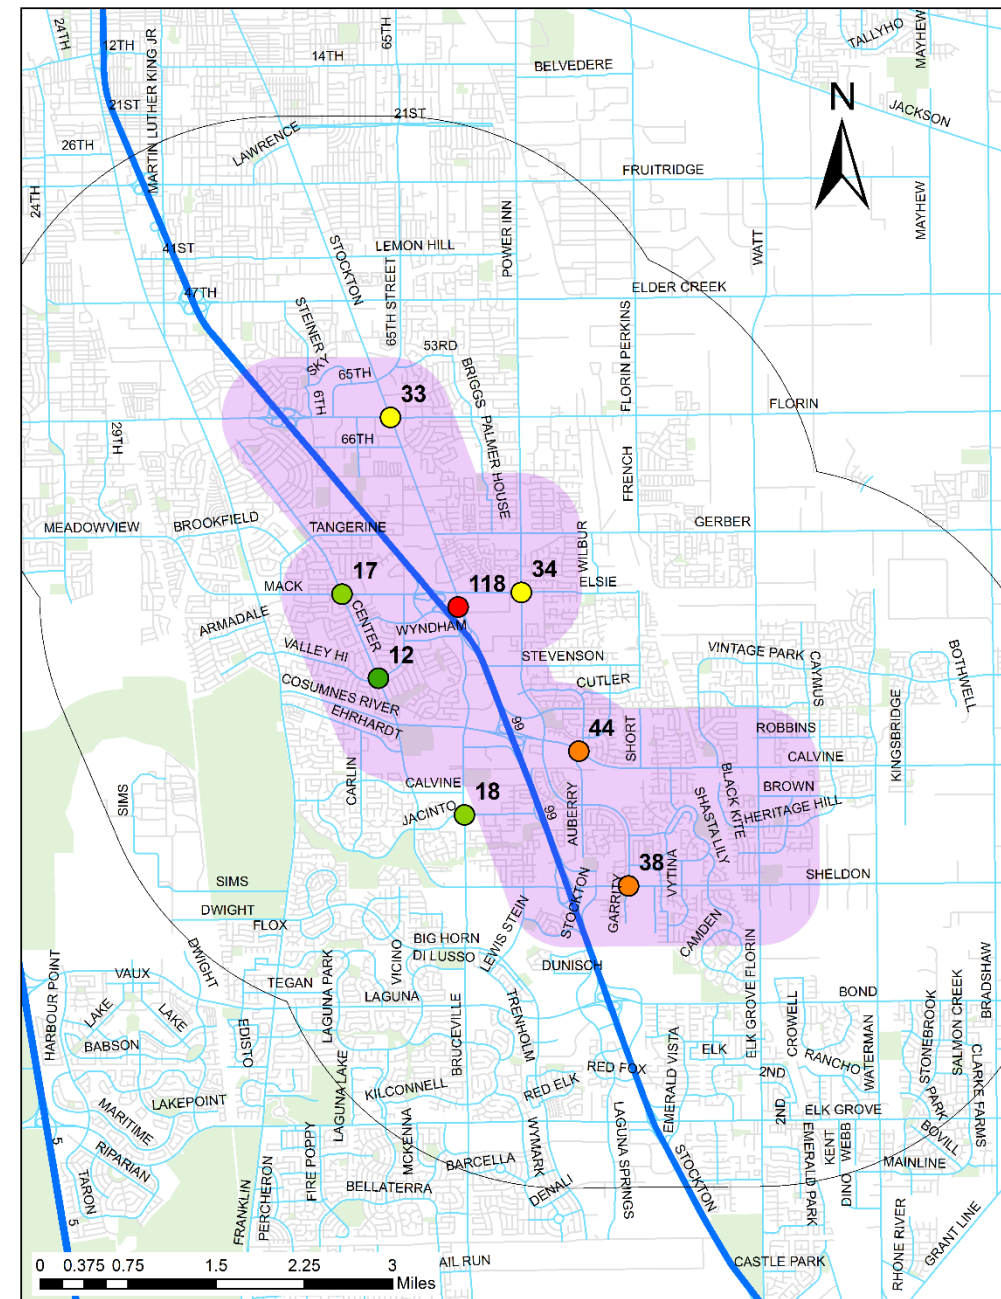 24TH
12TH
MARTIN LUTHER KING JR
65TH
14TH
BELVEDERE
TALLYHO
MAYHEW
JACKSON
N
21ST
21ST
LAWRENCE
26TH
24TH
FRUITRIDGE
MAYHEW
41ST
STOCKTON
LEMON HILL
POWER INN
WATT
47TH
ELDER CREEK
STEINER
SKY
65TH STREET
53RD
65TH
6TH
BRIGGS
PALMER HOUSE
FLORIN PERKINS
33
FLORIN
29TH
66TH
FRENCH
MEADOWVIEW
BROOKFIELD
TANGERINE
GERBER
WILBUR
17
118
34
MACK
ELSIE
ARMADALE
CENTER
WYNDHAM
VALLEY HI
12
STEVENSON
VINTAGE PARK
CAYMUS
BOTHWELL
COSUMNES RIVER
CUTLER
EHRHARDT
99
44
SHORT
ROBBINS
KINGSBRIDGE
CALVINE
SIMS
CARLIN
CALVINE
BLACK KITE
BROWN
JACINTO
18
99
AUBERRY
SHASTA LILY
HERITAGE HILL
38
SIMS
VYTINA
SHELDON
DWIGHT
FLOX
LEWIS STEIN
STOCKTON
GARRITY
CAMDEN
BIG HORN
DI LUSSO
DWIGHT
VICINO
DUNISCH
ELK GROVE FLORIN
HARBOUR POINT
VAUX
TEGAN
LAGUNA PARK
LAGUNA
BOND
BRADSHAW
LAKE
LAKE
EDISTO
BRUCEVILLE
TRENHOLM
CROWELL
STONEBROOK
SALMON CREEK
BABSON
EMERALD VISTA
ELK
RANCHO
WATERMAN
CLARKE FARMS
LAGUNA LAKE
KILCONNELL
RED ELK
RED FOX
2ND
LAKEPOINT
MARITIME
2ND
ELK GROVE
PARK
BOVILL
RIPARIAN
5
FIRE POPPY
MCKENNA
BARCELLA
WYMARK
LAGUNA SPRINGS
STOCKTON
EMERALD PARK
KENT
WEBB
DINO
MAINLINE
TARON
BELLATERRA
DENALI
FRANKLIN
PERCHERON
5
RHONE RIVER
GRANT LINE
AIL RUN
CASTLE PARK
0 0.375 0.75 1.5 2.25 3
Miles